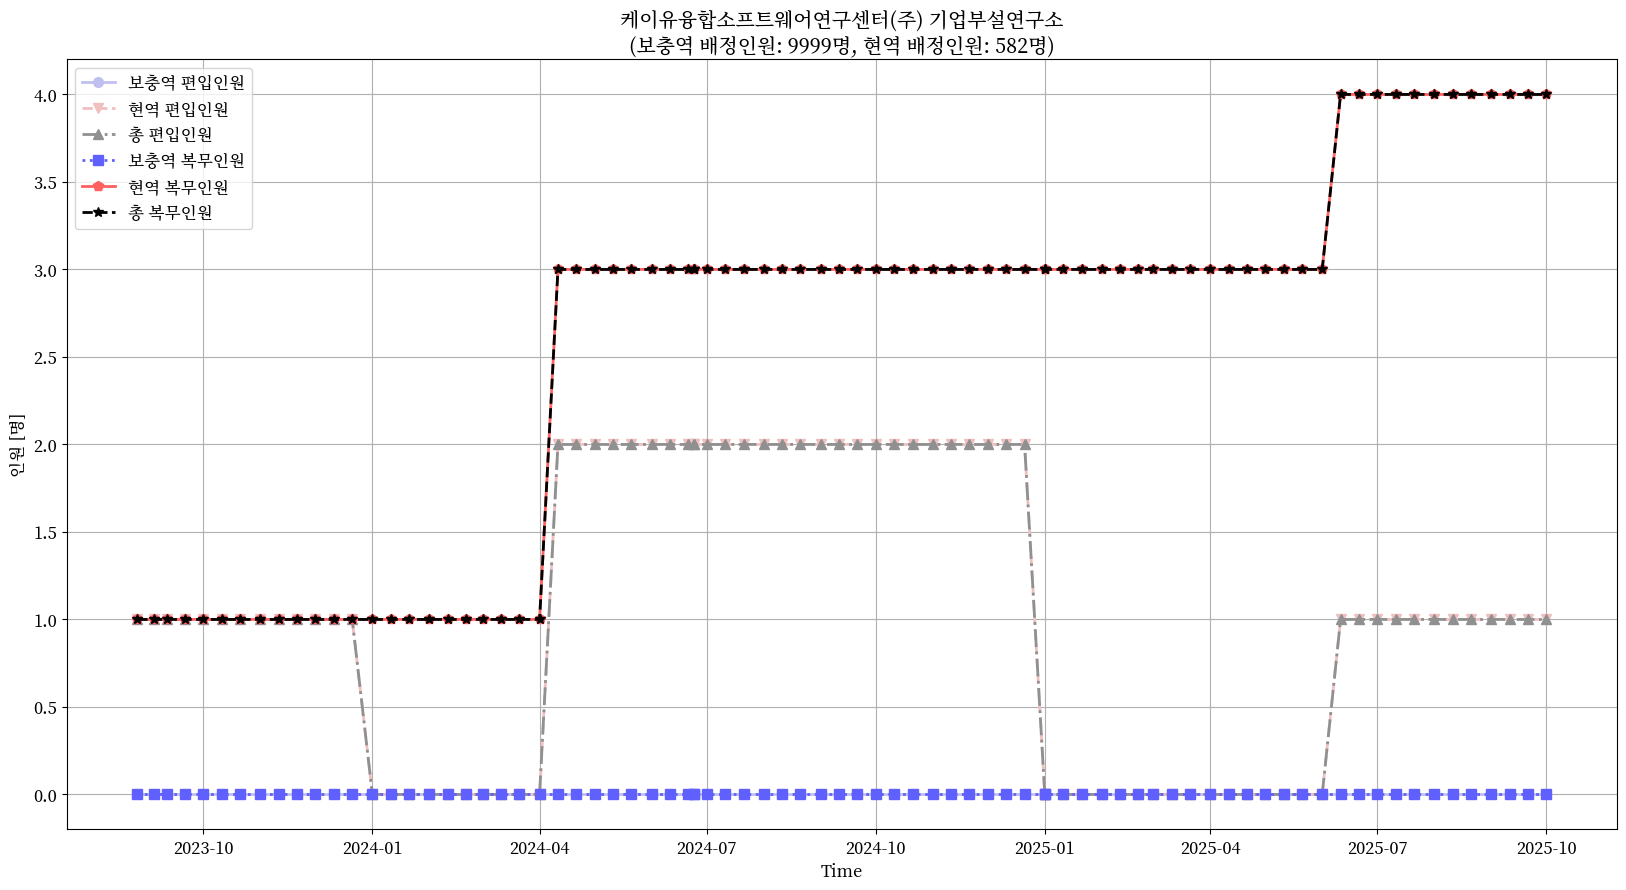 케이유융합소프트웨어연구센터(주) 기업부설연구소
(보충역 배정인원: 9999명, 현역 배정인원: 582명)
보충역 편입인원
현역 편입인원
총 편입인원
보충역 복무인원
현역 복무인원
총 복무인원
4.0
3.5
3.0
2.5
2.0
1.5
1.0
0.5
0.0
인원 [명]
2023-10 2024-01 2024-04 2024-07 2024-10 2025-01 2025-04 2025-07 2025-10
Time